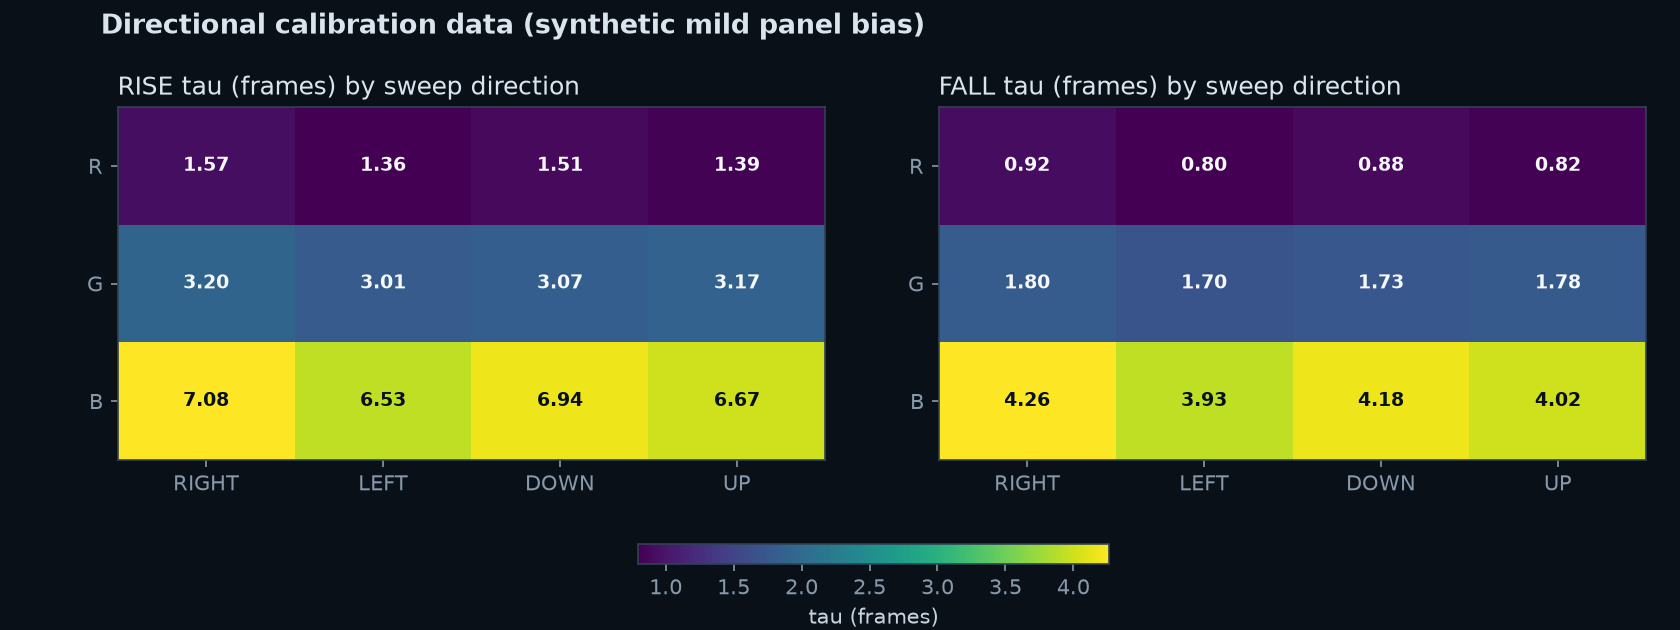 Directional calibration data (synthetic mild panel bias)
RISE tau (frames) by sweep direction
R 1.57 1.36 1.51 1.39
G 3.20 3.01 3.07 3.17
B 7.08 6.53 6.94 6.67
RIGHT LEFT DOWN UP
FALL tau (frames) by sweep direction
R 0.92 0.80 0.88 0.82
G 1.80 1.70 1.73 1.78
B 4.26 3.93 4.18 4.02
RIGHT LEFT DOWN UP
1.0 1.5 2.0 2.5 3.0 3.5 4.0
tau (frames)